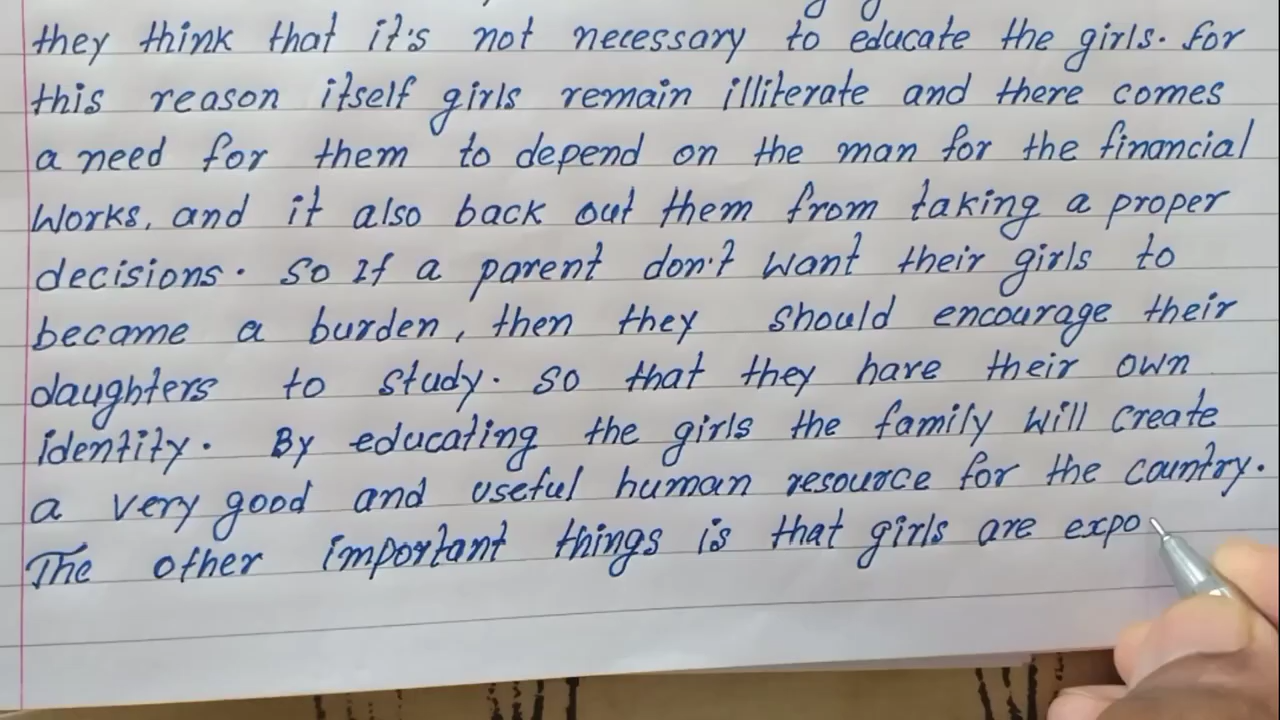 they think that it's not necessary to educate the girls. for
this reason itself girls remain illiterate and there comes
a need for them to depend on the man for the financial
works, and it also back out them from taking a proper
decisions. So If a parent don't want their girls to
became a burden, then they should encourage their
daughters to study. so that they have their own
identity. By educating the girls the family will create
a very good and useful human resource for the country.
The other important things is that girls are expo